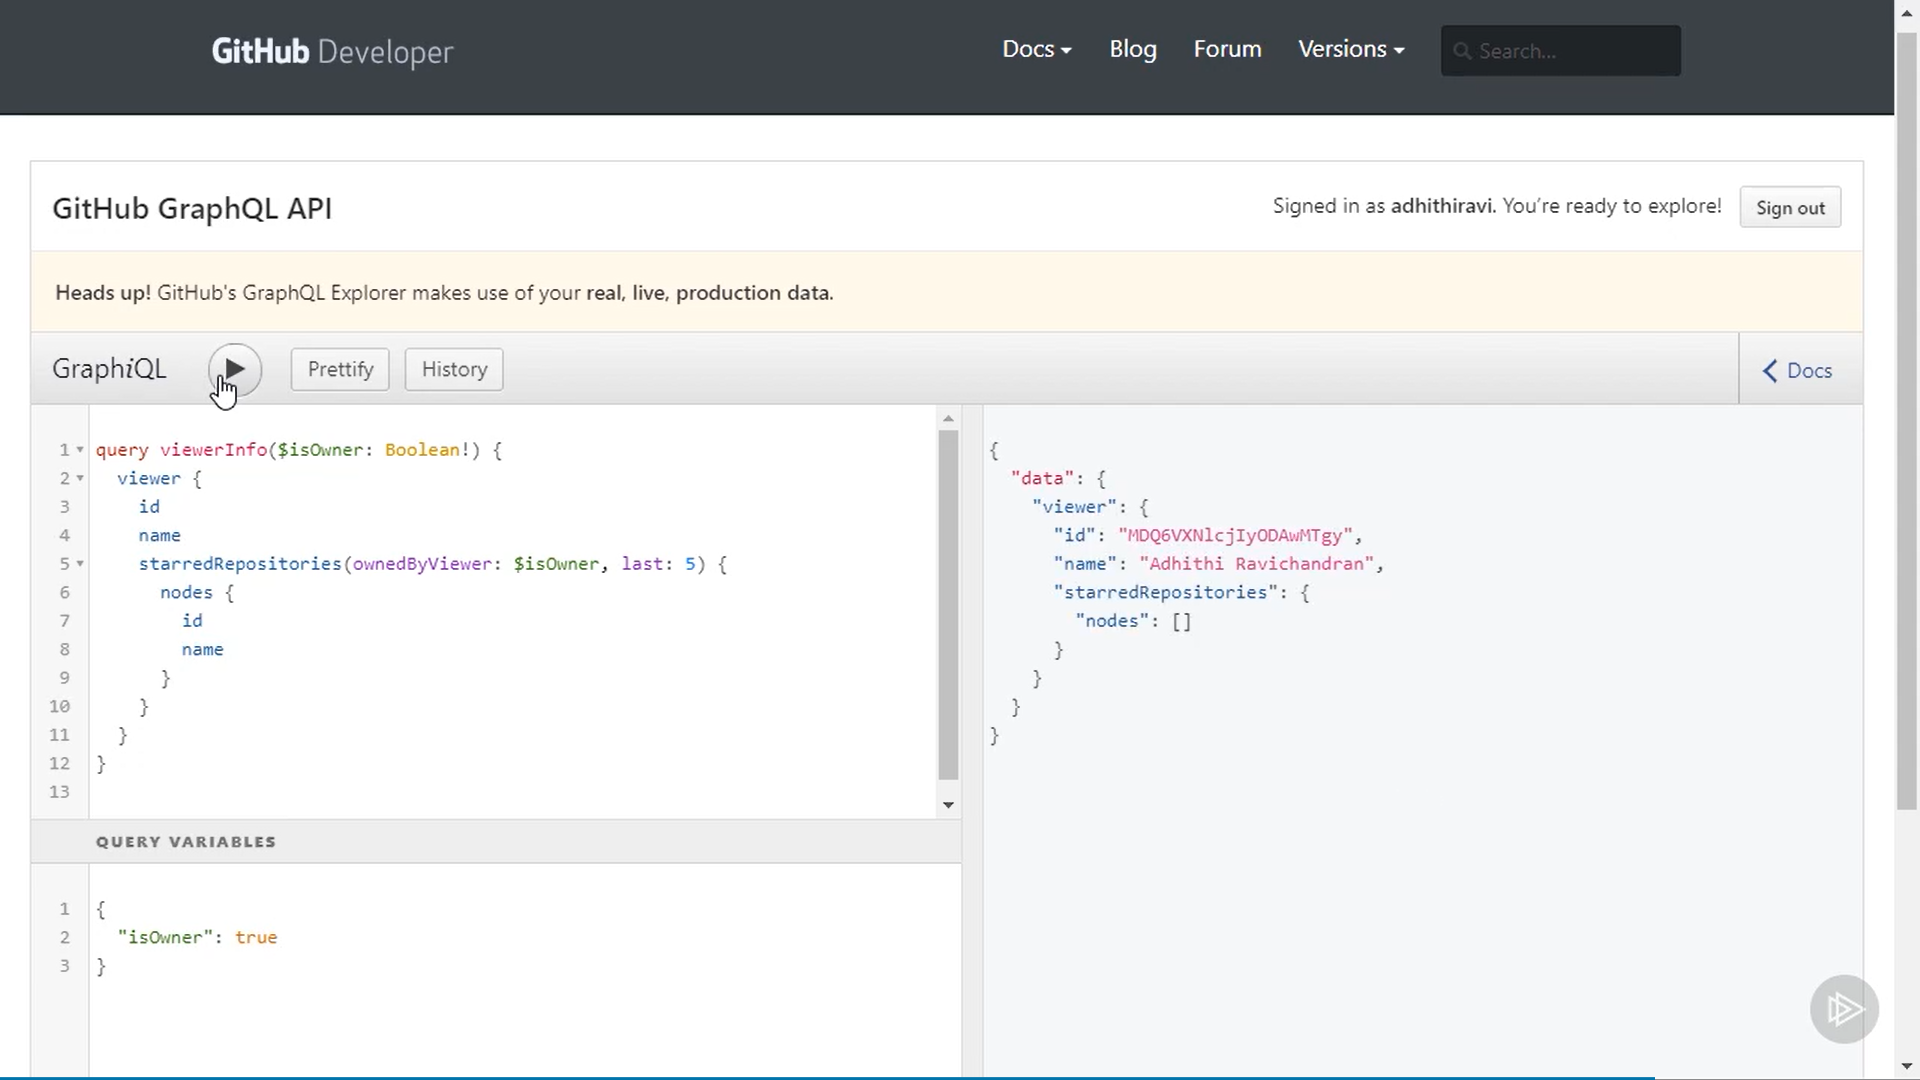 GitHub Developer
Docs
Blog
Forum
Versions
Search...
GitHub GraphQL API
Signed in as adhithiravi. You're ready to explore!
Sign out
Heads up! GitHub's GraphQL Explorer makes use of your real, live, production data.
GraphiQL
Prettify
History
Docs
1 query viewerInfo($isOwner: Boolean!) {
2 viewer {
3 id
4 name
5 starredRepositories(ownedByViewer: $isOwner, last: 5) {
6 nodes {
7 id
8 name
9 }
10 }
11 }
12 }
13
{
"data": {
"viewer": {
"id": "MDQ6VXNlcjIyODAwMTgy",
"name": "Adhithi Ravichandran",
"starredRepositories": {
"nodes": []
}
}
}
}
QUERY VARIABLES
1 {
2 "isOwner": true
3 }